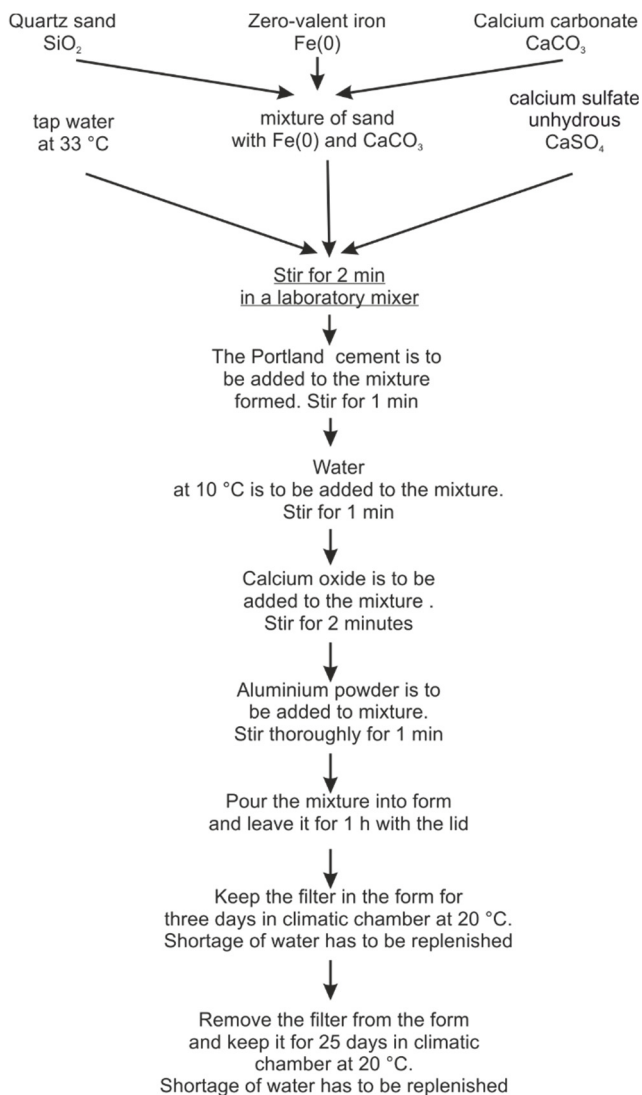 Quartz sand
SiO₂
Zero-valent iron
Fe(0)
Calcium carbonate
CaCO₃
tap water
at 33 °C
mixture of sand
with Fe(0) and CaCO₃
calcium sulfate
unhydrous
CaSO₄
Stir for 2 min
in a laboratory mixer
The Portland cement is to
be added to the mixture
formed. Stir for 1 min
Water
at 10 °C is to be added to the mixture.
Stir for 1 min
Calcium oxide is to be
added to the mixture .
Stir for 2 minutes
Aluminium powder is to
be added to mixture.
Stir thoroughly for 1 min
Pour the mixture into form
and leave it for 1 h with the lid
Keep the filter in the form for
three days in climatic chamber at 20 °C.
Shortage of water has to be replenished
Remove the filter from the form
and keep it for 25 days in climatic
chamber at 20 °C.
Shortage of water has to be replenished